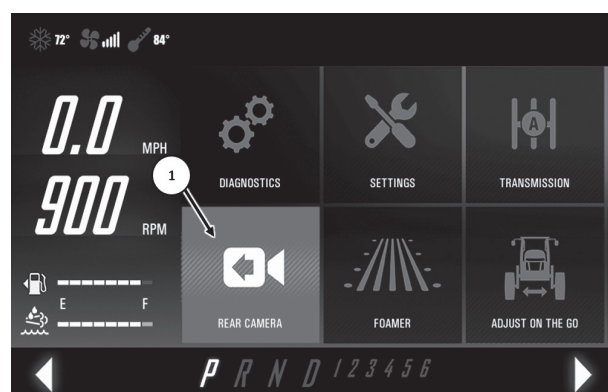 72° 84°
0.0 MPH
900 RPM
E F
1
DIAGNOSTICS SETTINGS TRANSMISSION
A
REAR CAMERA FOAMER ADJUST ON THE GO
P R N D 1 2 3 4 5 6